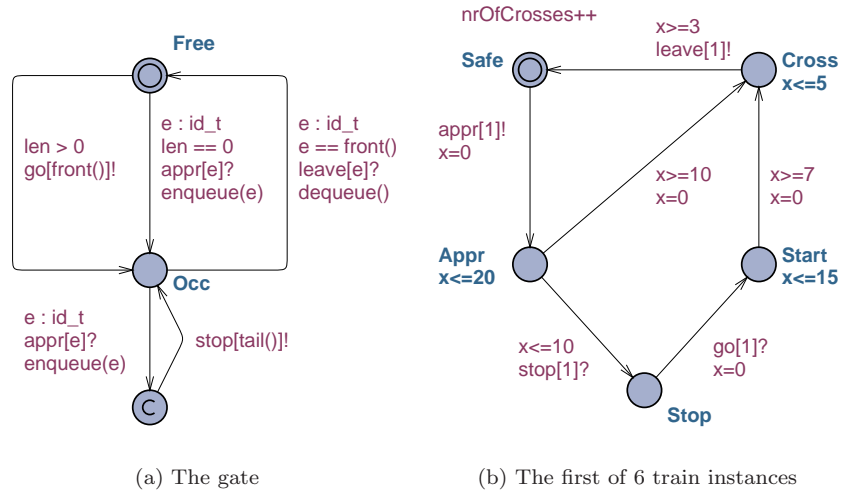 Free
len > 0
go[front()]!
e : id_t
len == 0
appr[e]?
enqueue(e)
e : id_t
e == front()
leave[e]?
dequeue()
Occ
e : id_t
appr[e]?
enqueue(e)
stop[tail()]!
C
(a) The gate
nrOfCrosses++
x>=3
leave[1]!
Safe
Cross
x<=5
appr[1]!
x=0
x>=10
x=0
x>=7
x=0
Appr
x<=20
Start
x<=15
x<=10
stop[1]?
go[1]?
x=0
Stop
(b) The first of 6 train instances